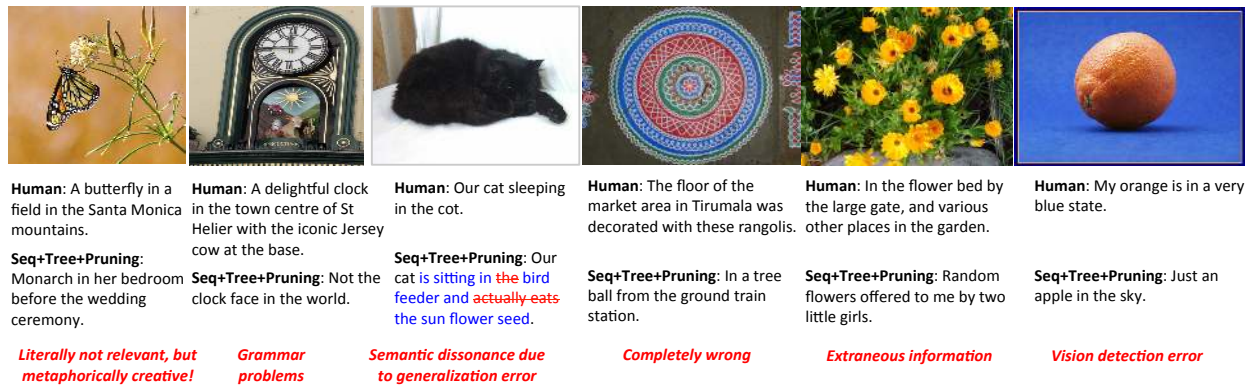 Human: A butterfly in a
field in the Santa Monica
mountains.
Seq+Tree+Pruning:
Monarch in her bedroom
before the wedding
ceremony.
Literally not relevant, but
metaphorically creative!
Human: A delightful clock
in the town centre of St
Helier with the iconic Jersey
cow at the base.
Seq+Tree+Pruning: Not the
clock face in the world.
Grammar
problems
Human: Our cat sleeping
in the cot.
Seq+Tree+Pruning: Our
cat is sitting in the bird
feeder and actually eats
the sun flower seed.
Semantic dissonance due
to generalization error
Human: The floor of the
market area in Tirumala was
decorated with these rangolis.
Seq+Tree+Pruning: In a tree
ball from the ground train
station.
Completely wrong
Human: In the flower bed by
the large gate, and various
other places in the garden.
Seq+Tree+Pruning: Random
flowers offered to me by two
little girls.
Extraneous information
Human: My orange is in a very
blue state.
Seq+Tree+Pruning: Just an
apple in the sky.
Vision detection error